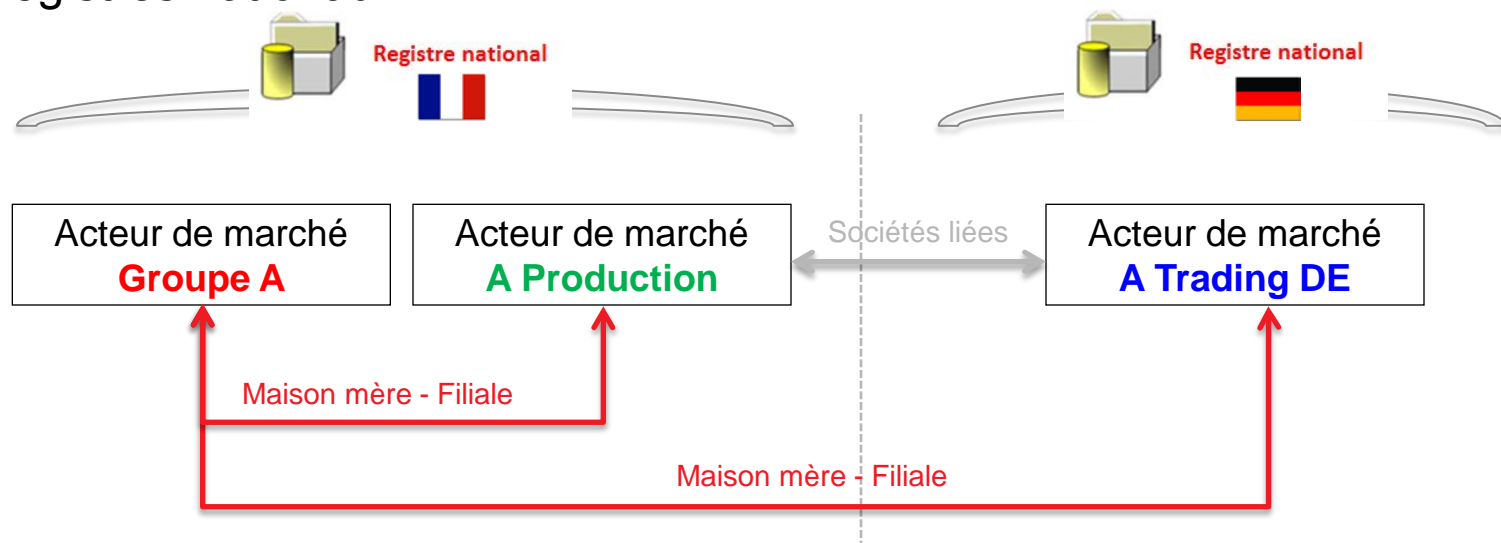 Registre national
Registre national
Acteur de marché
Groupe A
Acteur de marché
A Production
Sociétés liées
Acteur de marché
A Trading DE
Maison mère - Filiale
Maison mère - Filiale